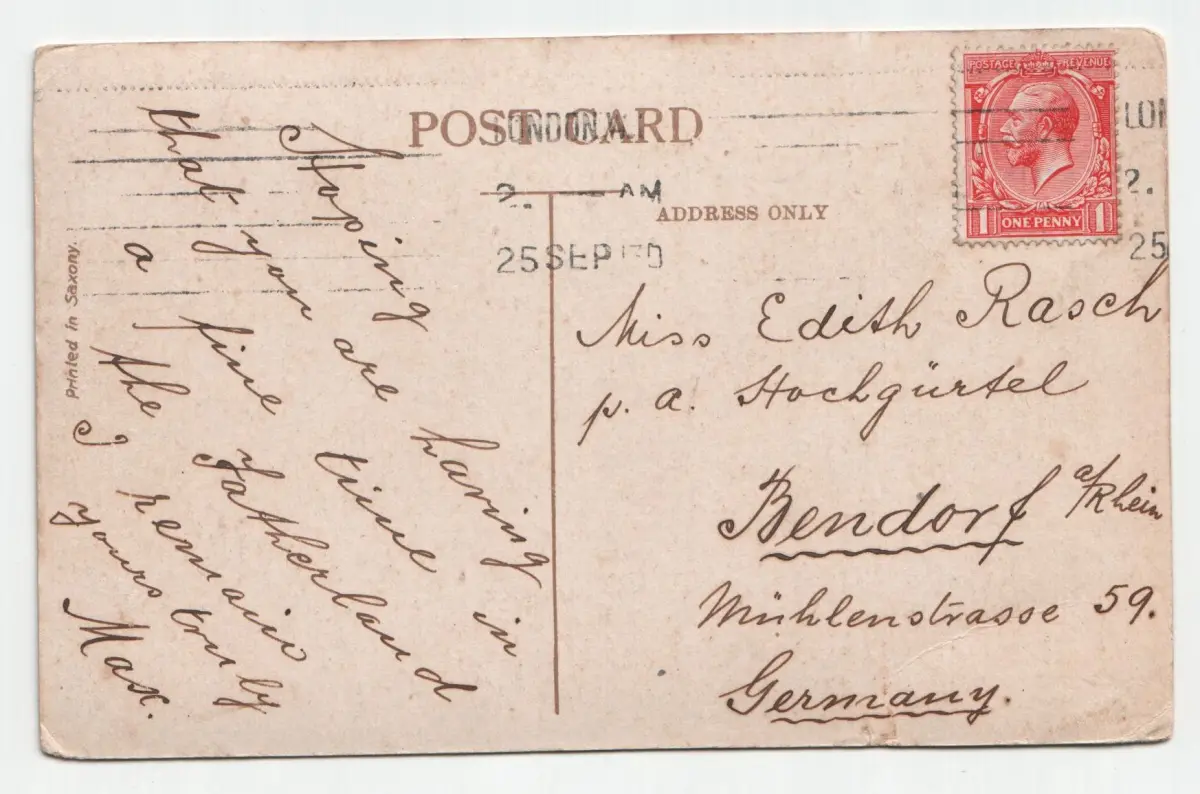 POST CARD
LONDON.W.
2. AM
25 SEP
ADDRESS ONLY
Printed in Saxony.
Hoping
that you are having
a fine time in
the Fatherland
I remain
yours truly
Max.
POSTAGE REVENUE
1 ONE PENNY 1
LON
2.
25
Miss Edith Rasch
p. a. Hochgürtel
Bendorf a/Rhein
Mühlenstrasse 59.
Germany.